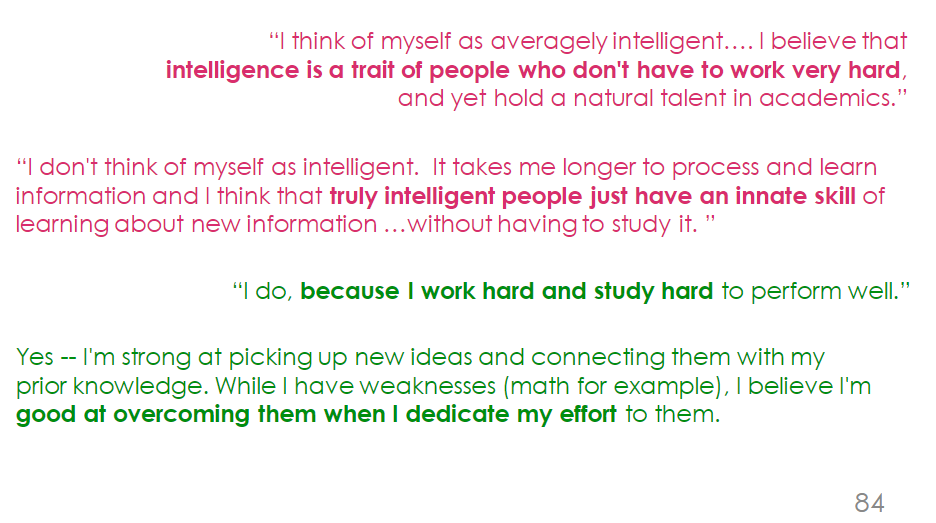 “I think of myself as averagely intelligent…. I believe that
intelligence is a trait of people who don't have to work very hard,
and yet hold a natural talent in academics.”
“I don't think of myself as intelligent.  It takes me longer to process and learn
information and I think that truly intelligent people just have an innate skill of
learning about new information …without having to study it. ”
“I do, because I work hard and study hard to perform well.”
Yes -- I'm strong at picking up new ideas and connecting them with my
prior knowledge. While I have weaknesses (math for example), I believe I'm
good at overcoming them when I dedicate my effort to them.
84